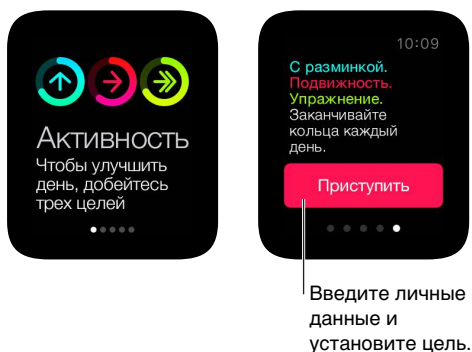 Активность
Чтобы улучшить
день, добейтесь
трех целей
10:09
С разминкой.
Подвижность.
Упражнение.
Заканчивайте
кольца каждый
день.
Приступить
Введите личные
данные и
установите цель.